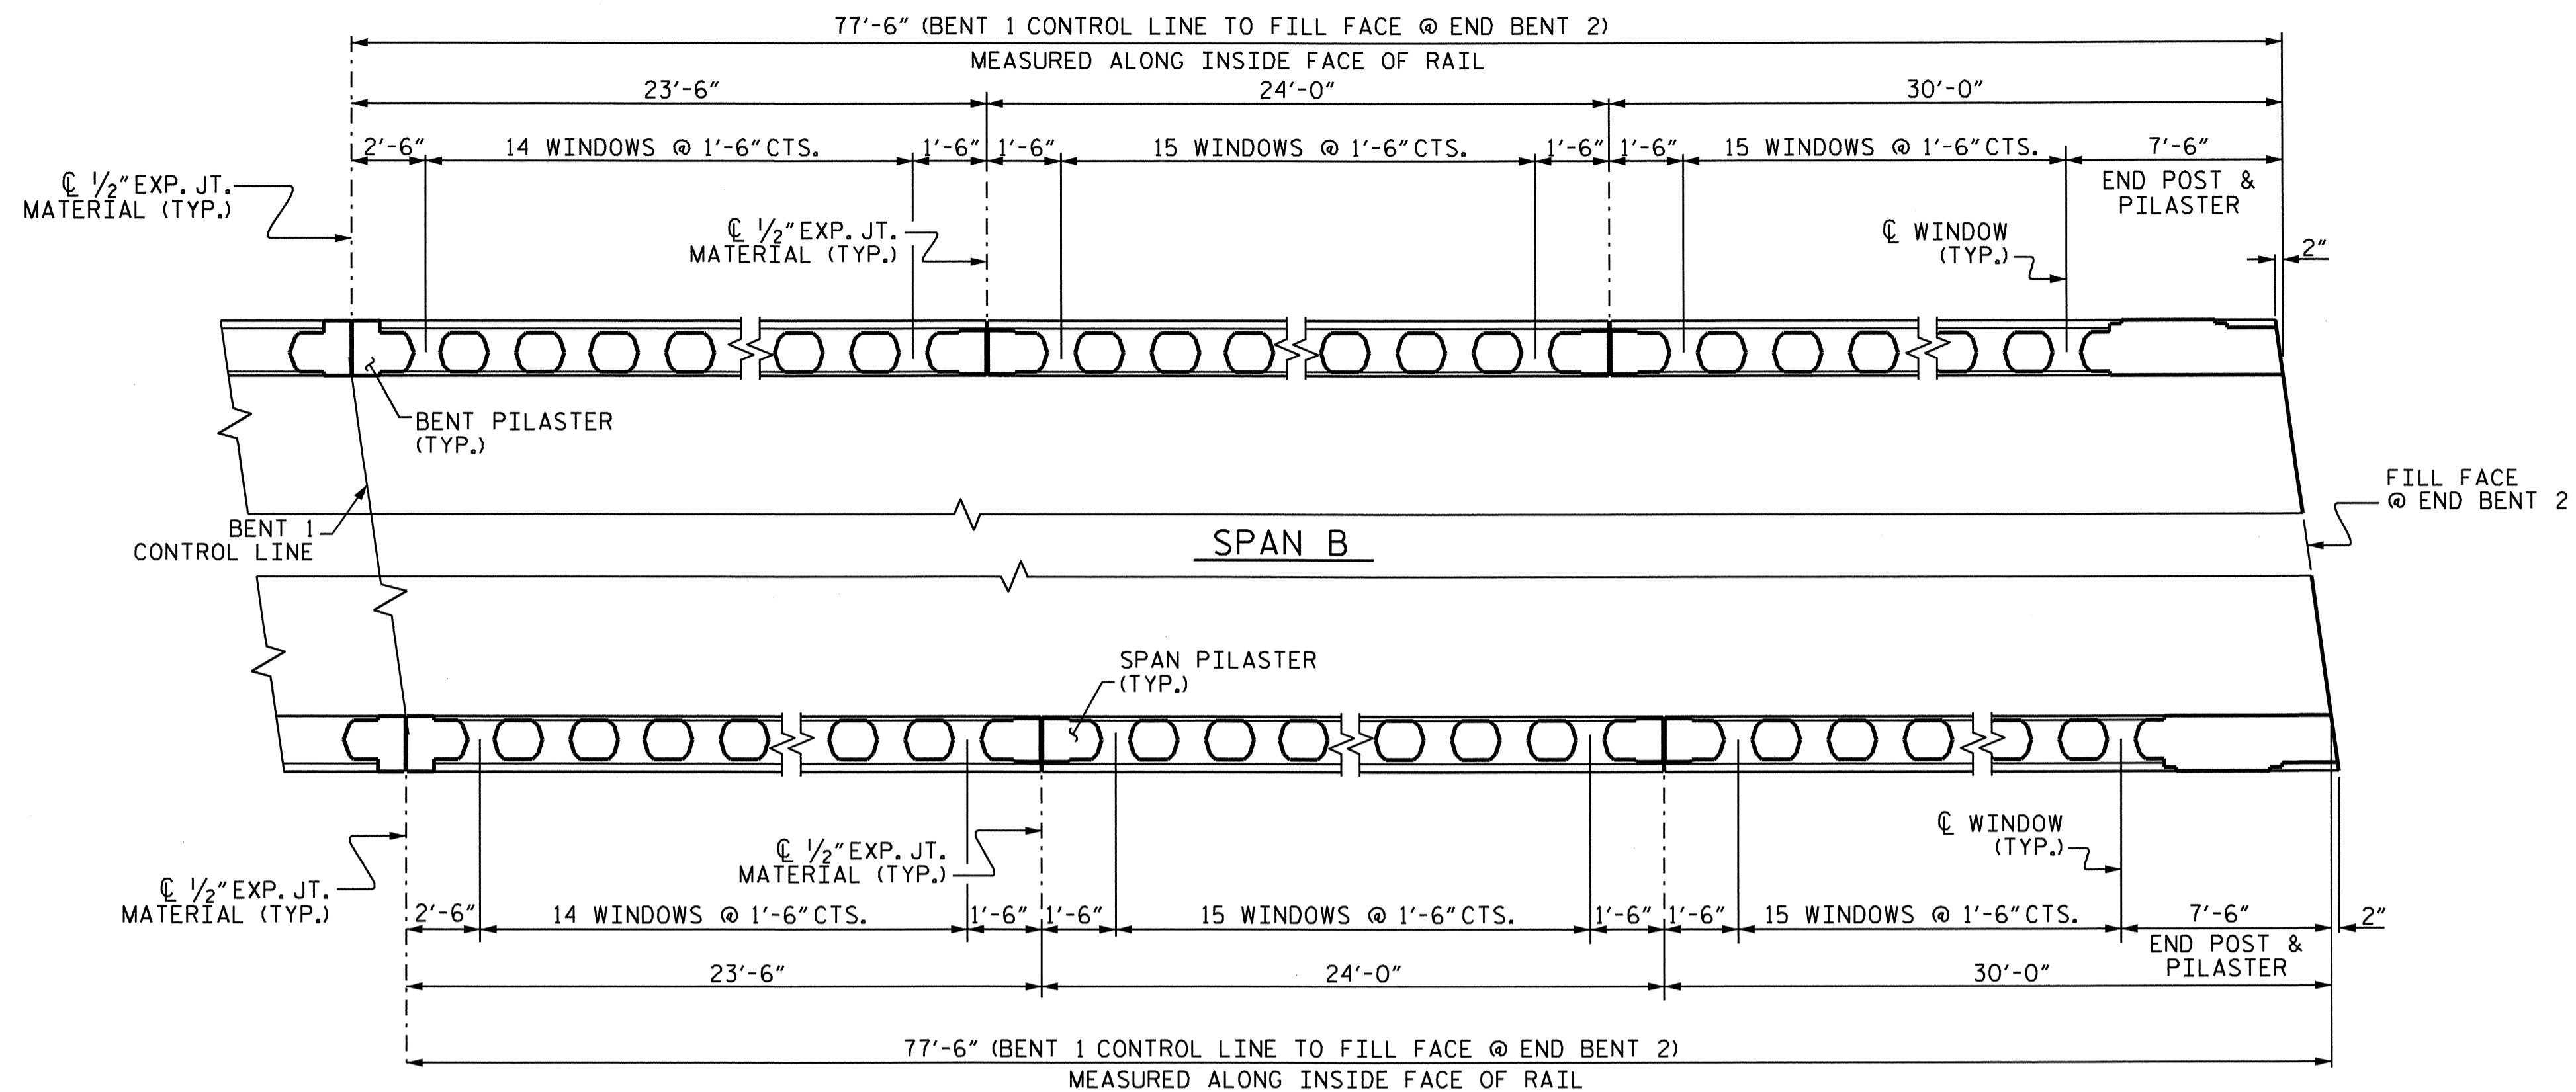 77'-6" (BENT 1 CONTROL LINE TO FILL FACE @ END BENT 2)
MEASURED ALONG INSIDE FACE OF RAIL
23'-6" 24'-0" 30'-0"
2'-6" 14 WINDOWS @ 1'-6" CTS. 1'-6" 1'-6" 15 WINDOWS @ 1'-6" CTS. 1'-6" 1'-6" 15 WINDOWS @ 1'-6" CTS. 7'-6"
END POST &
PILASTER
℄ 1/2" EXP. JT.
MATERIAL (TYP.)
℄ 1/2" EXP. JT.
MATERIAL (TYP.)
℄ WINDOW
(TYP.)
2"
BENT PILASTER
(TYP.)
FILL FACE
@ END BENT 2
BENT 1
CONTROL LINE
SPAN B
SPAN PILASTER
(TYP.)
℄ WINDOW
(TYP.)
℄ 1/2" EXP. JT.
MATERIAL (TYP.)
℄ 1/2" EXP. JT.
MATERIAL (TYP.)
2'-6" 14 WINDOWS @ 1'-6" CTS. 1'-6" 1'-6" 15 WINDOWS @ 1'-6" CTS. 1'-6" 1'-6" 15 WINDOWS @ 1'-6" CTS. 7'-6" 2"
END POST &
PILASTER
23'-6" 24'-0" 30'-0"
77'-6" (BENT 1 CONTROL LINE TO FILL FACE @ END BENT 2)
MEASURED ALONG INSIDE FACE OF RAIL